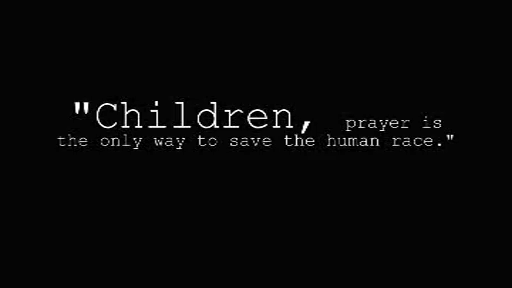 "Children, prayer is
the only way to save the human race."